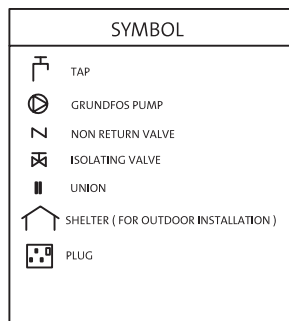 SYMBOL
TAP
GRUNDFOS PUMP
NON RETURN VALVE
ISOLATING VALVE
UNION
SHELTER ( FOR OUTDOOR INSTALLATION )
PLUG